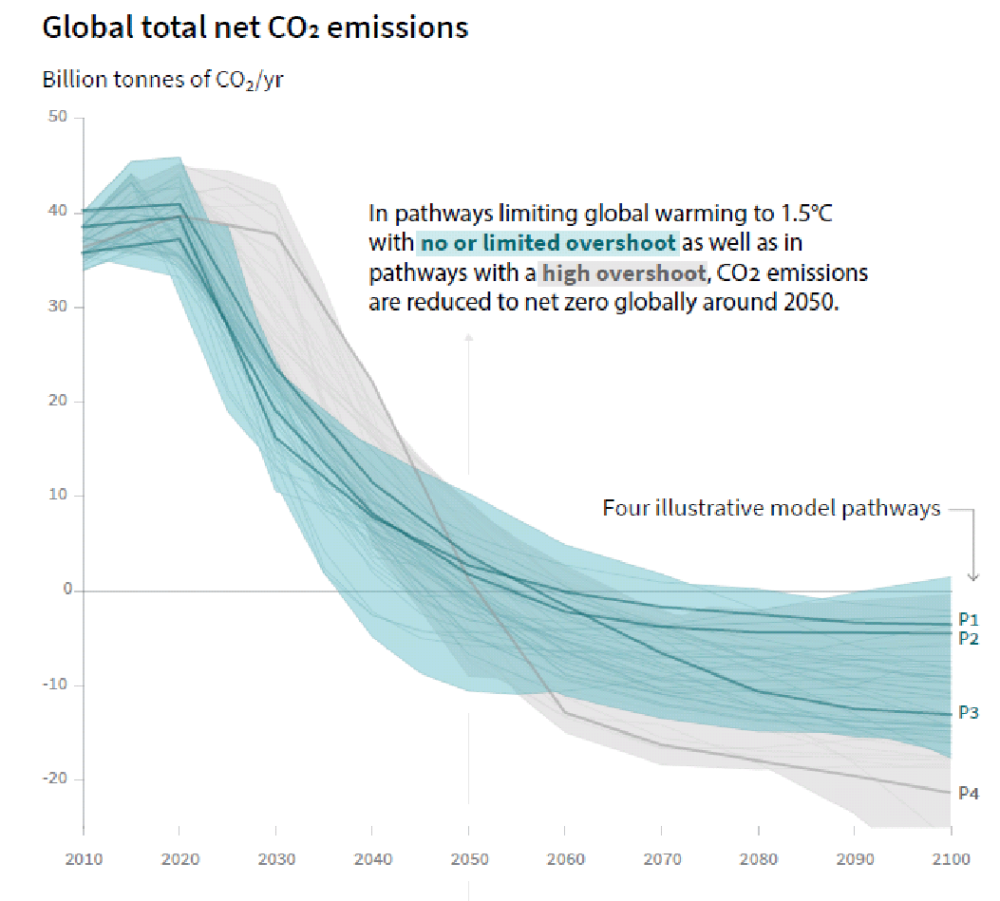 Global total net CO2 emissions
Billion tonnes of CO₂/yr
50
40
30
20
10
0
-10
-20
In pathways limiting global warming to 1.5°C
with no or limited overshoot as well as in
pathways with a high overshoot, CO2 emissions
are reduced to net zero globally around 2050.
Four illustrative model pathways
P1
P2
P3
P4
2010 2020 2030 2040 2050 2060 2070 2080 2090 2100